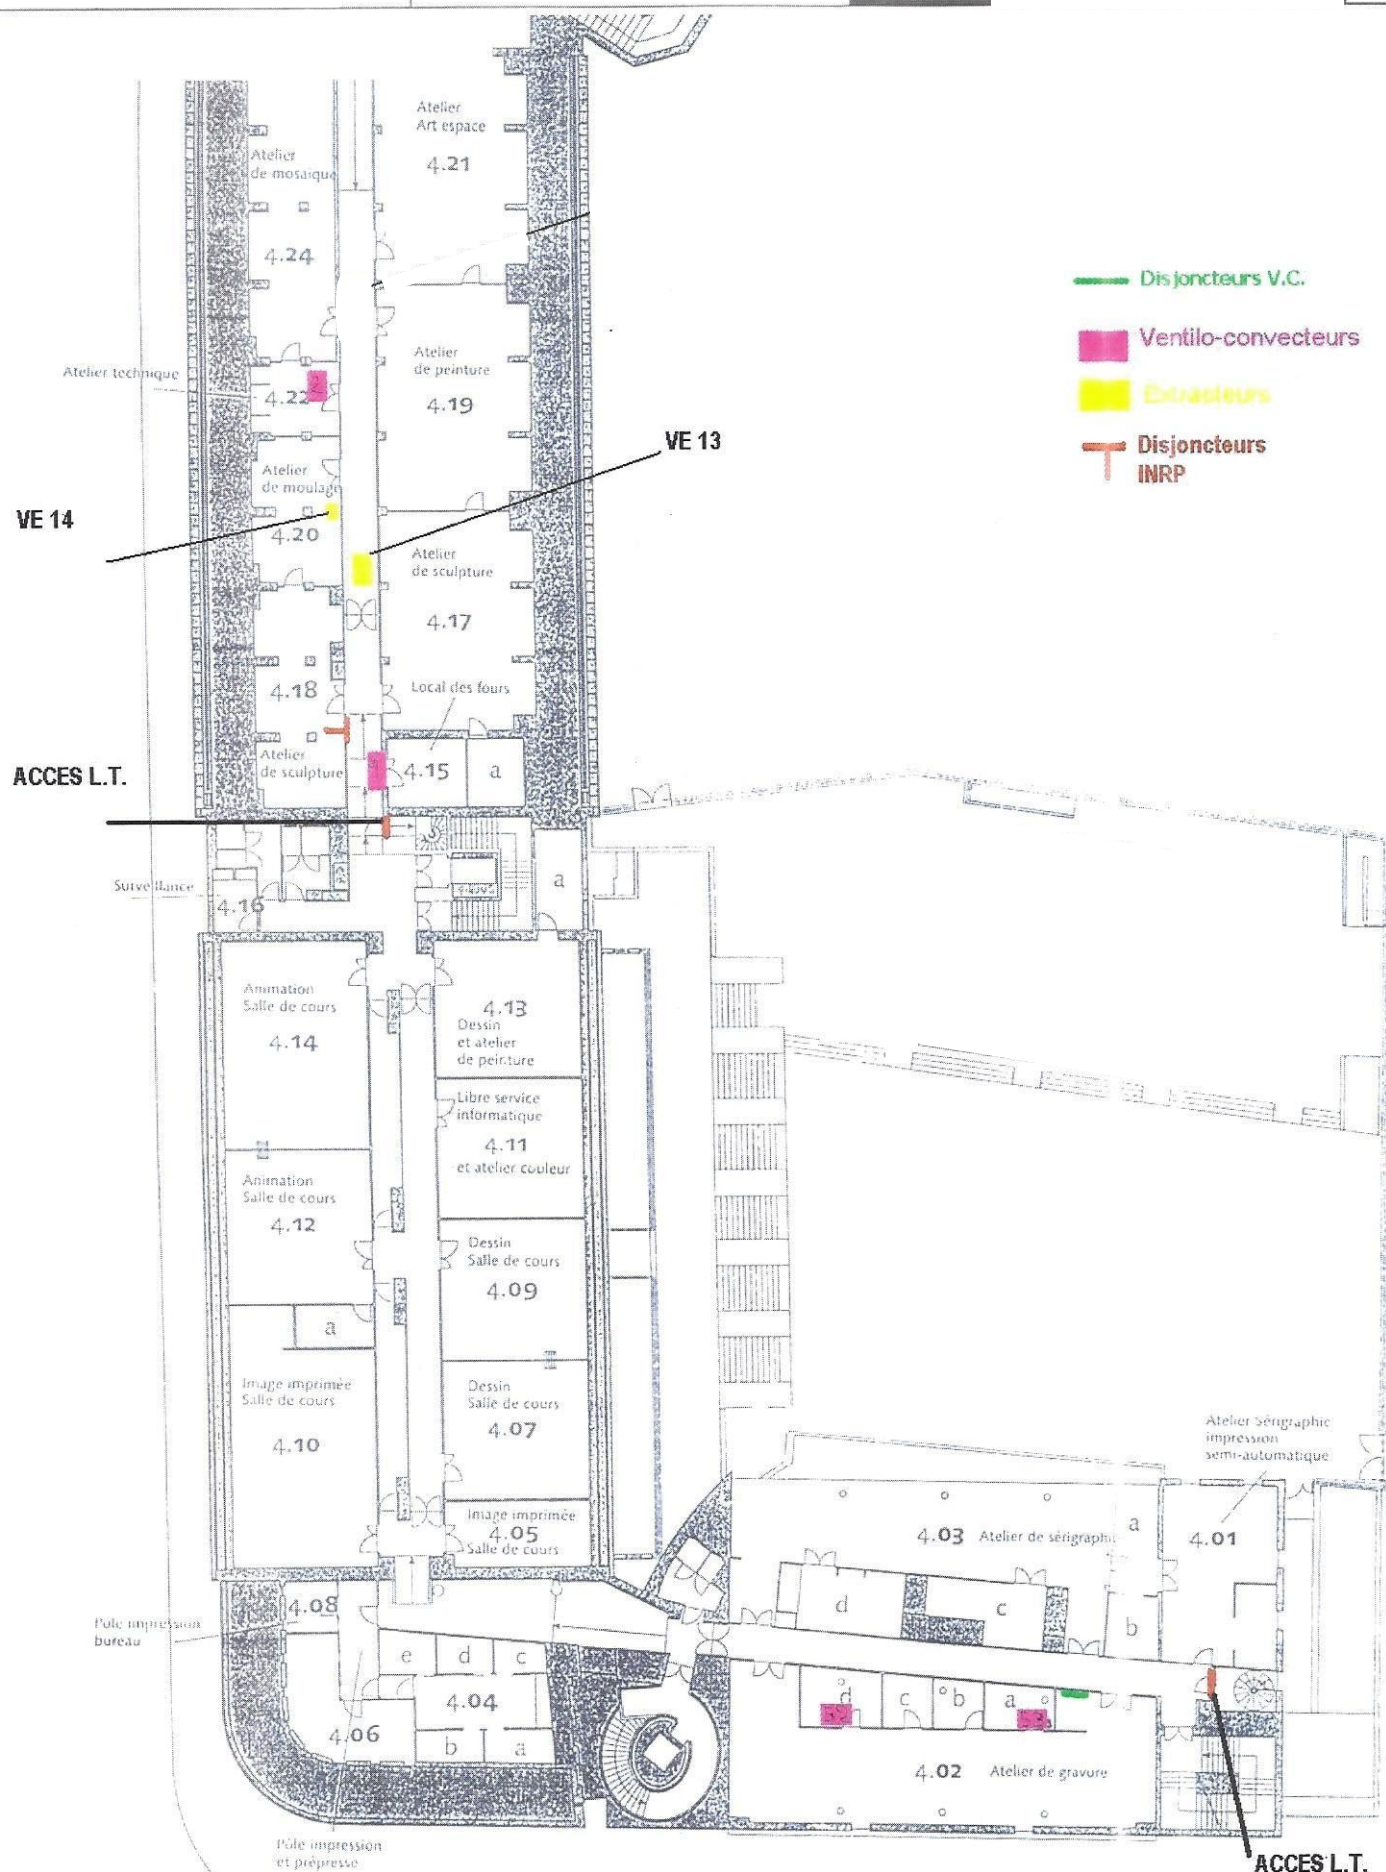 Atelier
Art espace
4.21
Atelier
de mosaïque
4.24
Disjoncteurs V.C.
Ventilo-convecteurs
Extracteurs
Disjoncteurs
INRP
Atelier technique
4.22
Atelier
de peinture
4.19
VE 13
Atelier
de moulage
4.20
VE 14
Atelier
de sculpture
4.17
4.18
Local des fours
Atelier
de sculpture
4.15
a
ACCES L.T.
Surveillance
4.16
a
Animation
Salle de cours
4.14
4.13
Dessin
et atelier
de peinture
Libre service
informatique
4.11
et atelier couleur
Animation
Salle de cours
4.12
Dessin
Salle de cours
4.09
a
Image imprimée
Salle de cours
4.10
Dessin
Salle de cours
4.07
Image imprimée
4.05
Salle de cours
Atelier Sérigraphie
impression
semi-automatique
4.03 Atelier de sérigraphi
a
4.01
d
c
b
4.08
Pôle impression
bureau
e
d
c
4.04
4.06
b
a
d
c
b
a
4.02 Atelier de gravure
Pôle impression
et prépresse
ACCES L.T.